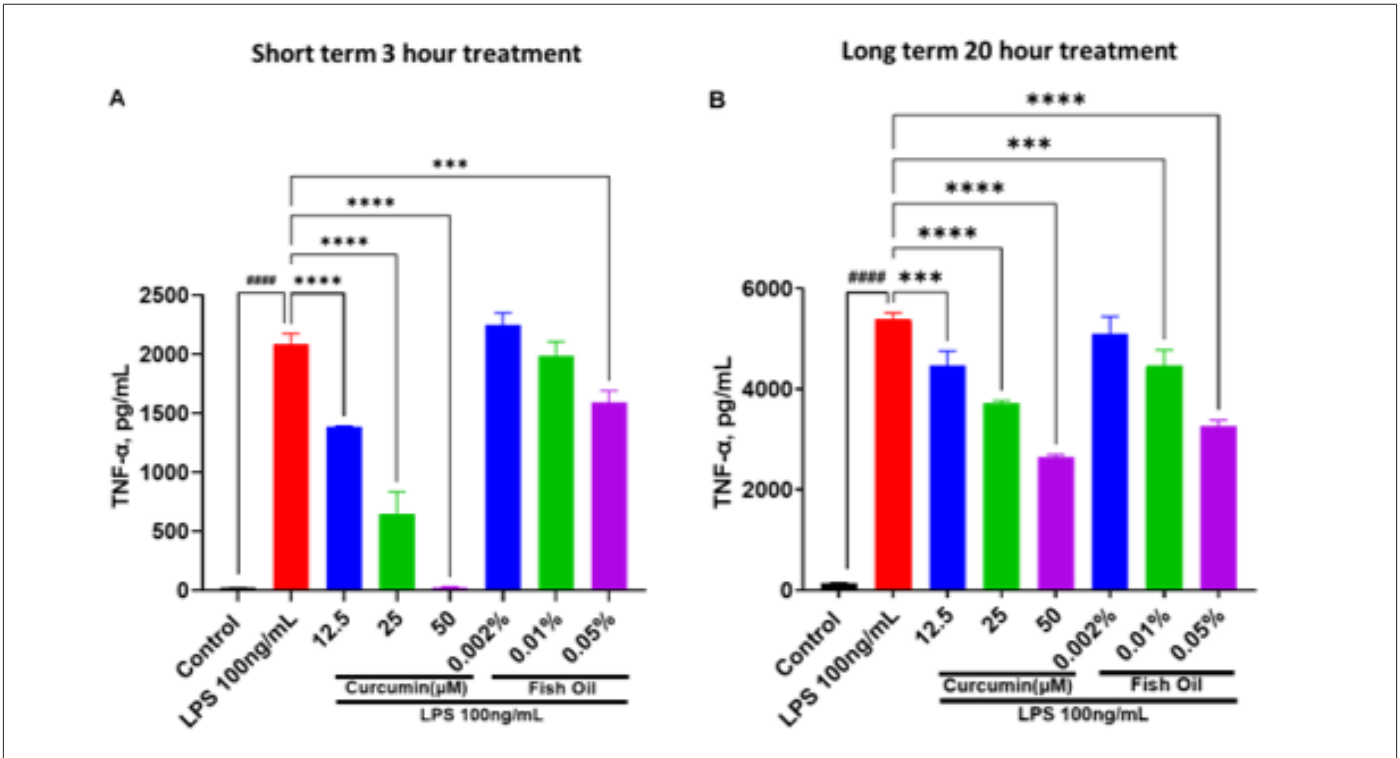 Short term 3 hour treatment
Long term 20 hour treatment
A
***
****
****
#### ****
2500
2000
1500
1000
500
0
TNF-α, pg/mL
Control
LPS 100ng/mL
12.5
25
50
0.002%
0.01%
0.05%
Curcumin(μM)
Fish Oil
LPS 100ng/mL
B
****
***
****
****
#### ***
6000
4000
2000
0
TNF-α, pg/mL
Control
LPS 100ng/mL
12.5
25
50
0.002%
0.01%
0.05%
Curcumin(μM)
Fish Oil
LPS 100ng/mL